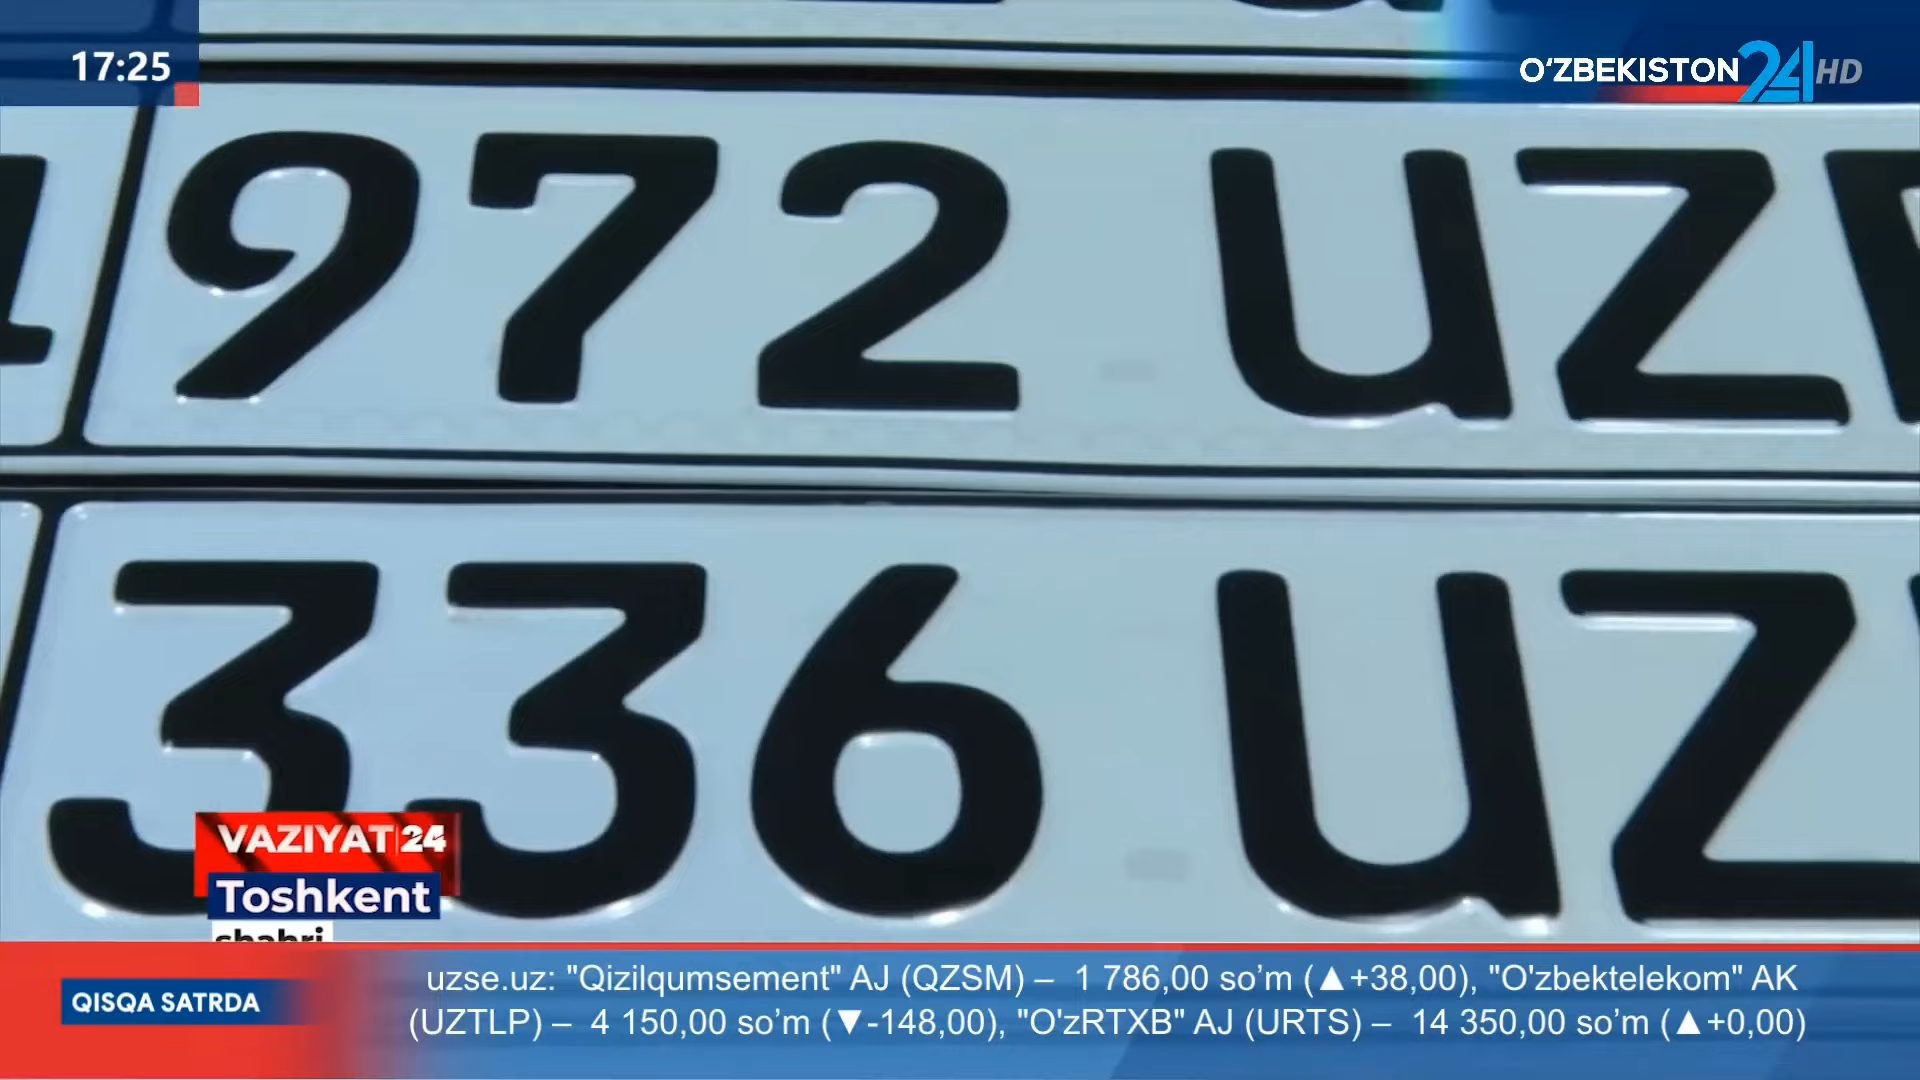 17:25
O‘ZBEKISTON 24 HD
972 UZ
336 UZ
VAZIYAT 24
Toshkent
shahri
QISQA SATRDA
uzse.uz: "Qizilqumsement" AJ (QZSM) – 1 786,00 so’m (▲+38,00), "O'zbektelekom" AK
(UZTLP) – 4 150,00 so’m (▼-148,00), "O'zRTXB" AJ (URTS) – 14 350,00 so’m (▲+0,00)